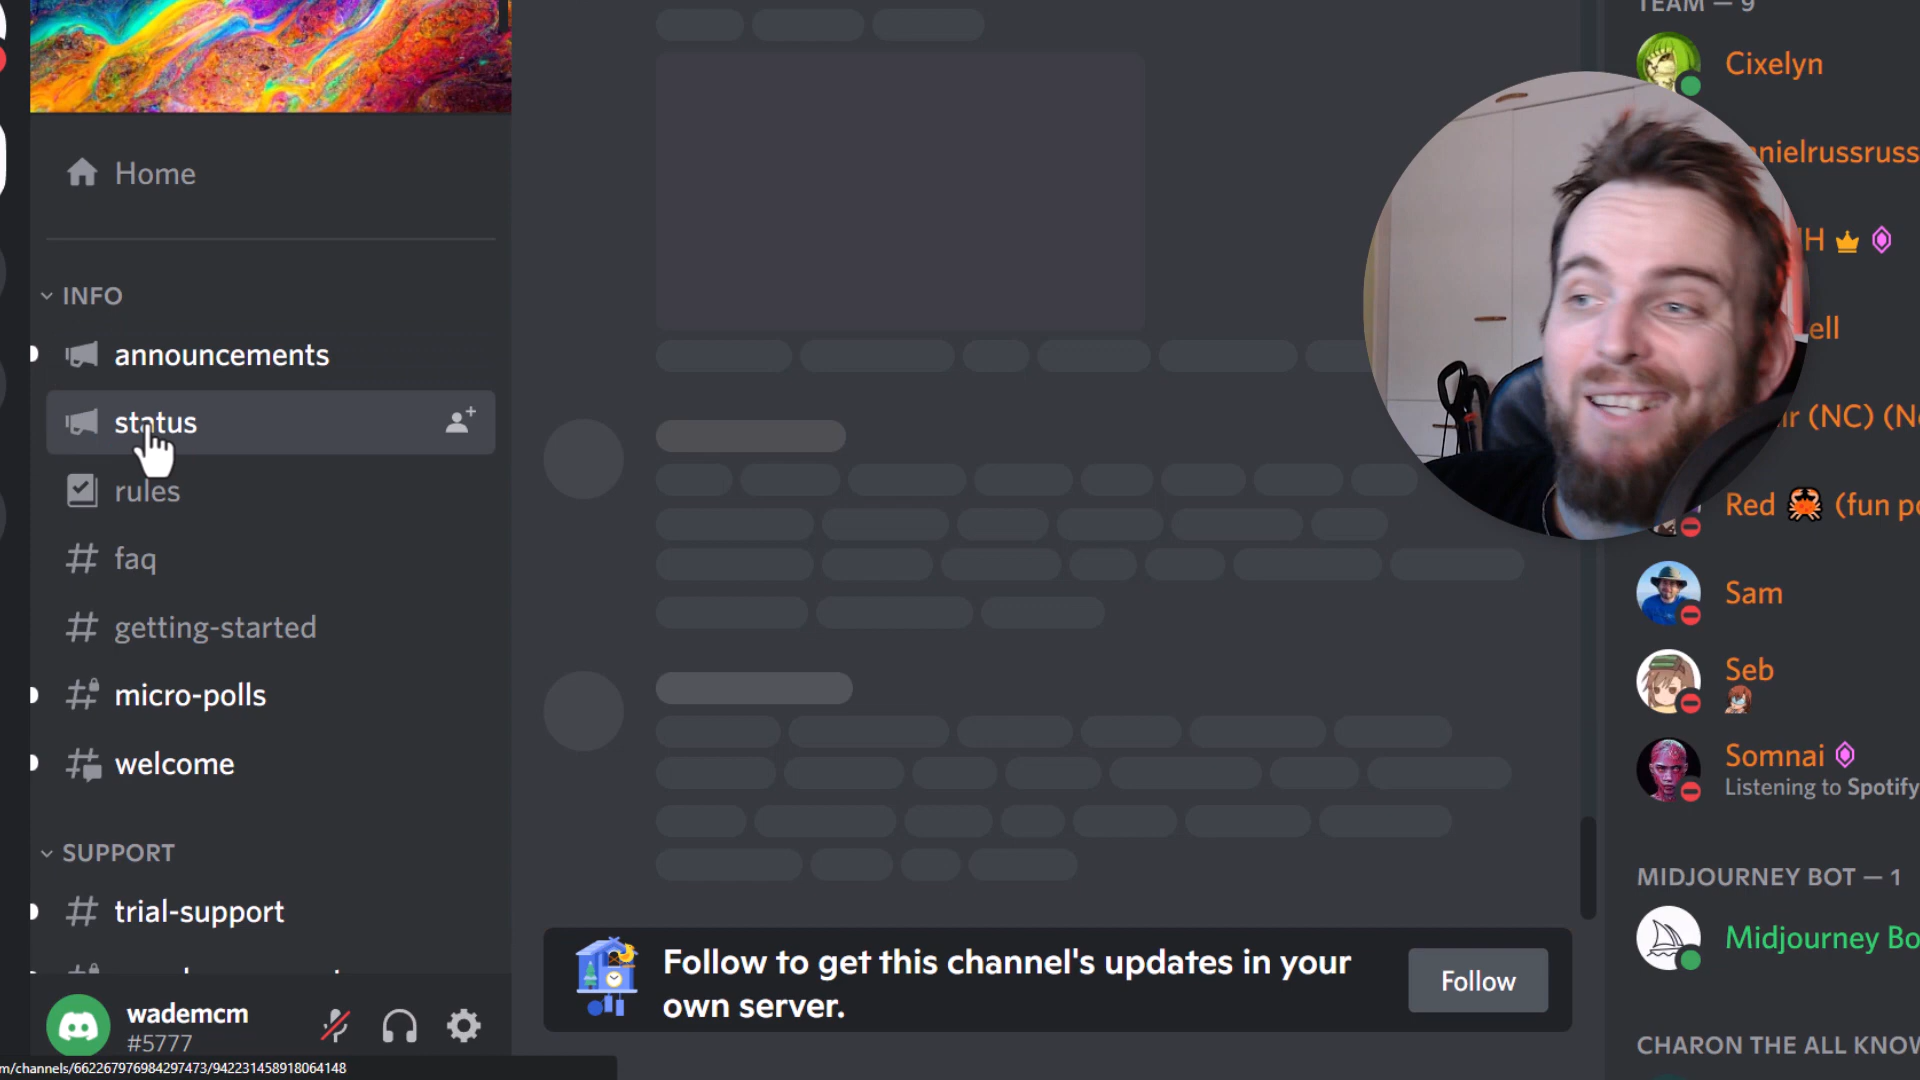 Home
INFO
announcements
status
rules
faq
getting-started
micro-polls
welcome
SUPPORT
trial-support
wademcm
#5777
m/channels/662267976984297473/942231458918064148
Follow to get this channel's updates in your
own server.
Follow
TEAM — 9
Cixelyn
nielrussruss
H
ell
r (NC) (N
Red 🦀 (fun po
Sam
Seb
Somnai
Listening to Spotify
MIDJOURNEY BOT — 1
Midjourney Bo
CHARON THE ALL KNOW